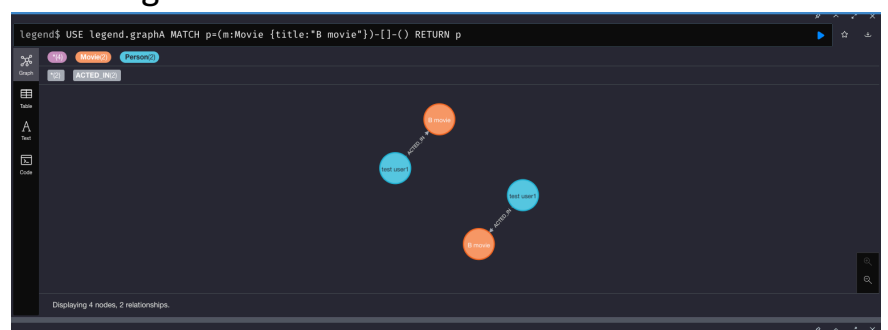 legend$ USE legend.graphA MATCH p=(m:Movie {title:"B movie"})-[]-() RETURN p
Graph
*(4) Movie(2) Person(2)
*(2) ACTED_IN(2)
Table
A
Text
Code
B movie
ACTED_IN
test user1
test user1
ACTED_IN
B movie
Displaying 4 nodes, 2 relationships.